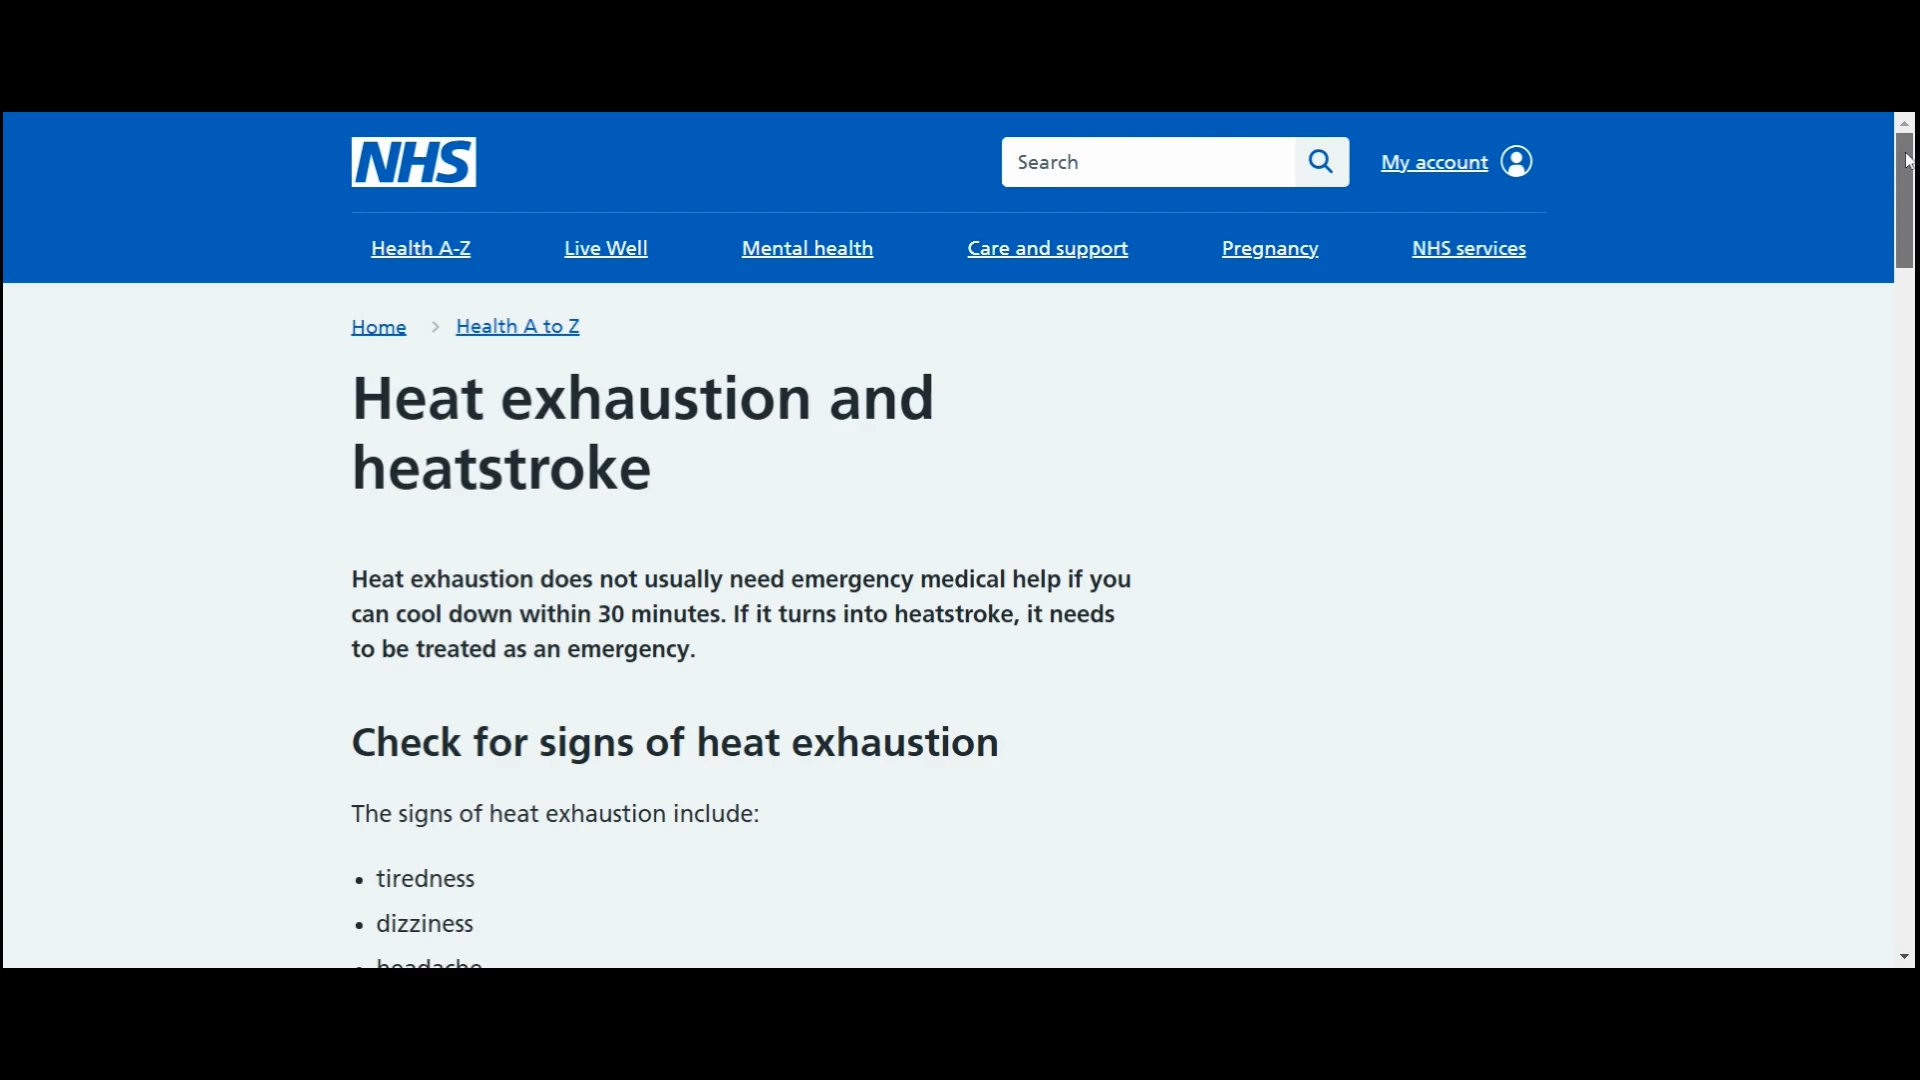 NHS
Search
My account
Health A-Z
Live Well
Mental health
Care and support
Pregnancy
NHS services
Home
Health A to Z
Heat exhaustion and
heatstroke
Heat exhaustion does not usually need emergency medical help if you
can cool down within 30 minutes. If it turns into heatstroke, it needs
to be treated as an emergency.
Check for signs of heat exhaustion
The signs of heat exhaustion include:
• tiredness
• dizziness
• headache